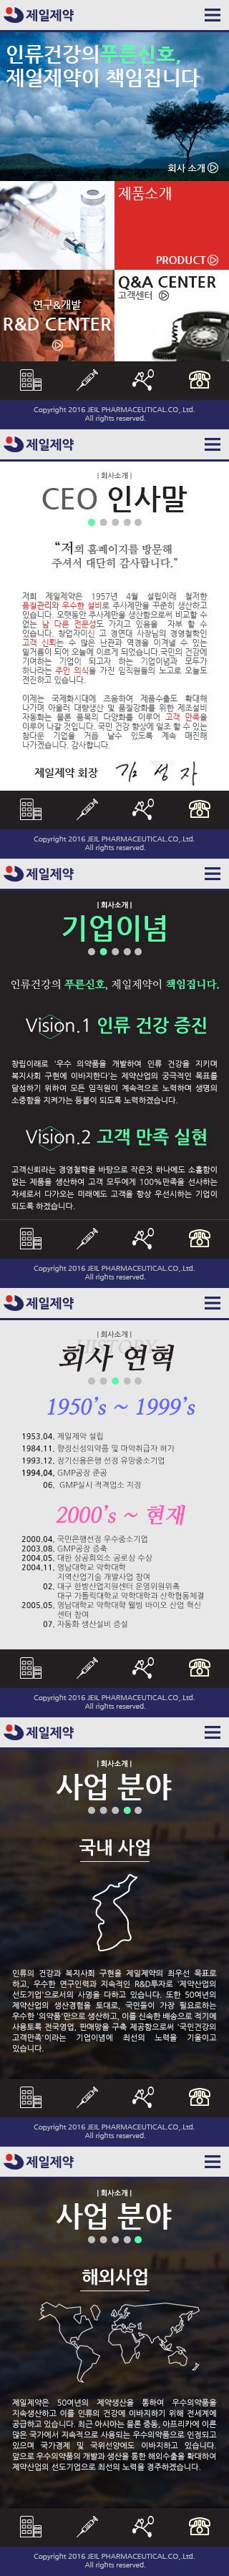 제일제약
인류건강의푸른신호,
제일제약이 책임집니다
회사 소개
제품소개
PRODUCT
연구&개발
R&D CENTER
Q&A CENTER
고객센터
Copyright 2016 JEIL PHARMACEUTICAL.CO,.Ltd.
All rights reserved.
제일제약
| 회사소개 |
CEO 인사말
“저희 홈페이지를 방문해
주셔서 대단히 감사합니다.”
저희 제일제약은 1957년 4월 설립이래 철저한
품질관리와 우수한 설비로 주사제만을 꾸준히 생산하고
있습니다. 오랫동안 주사제만을 생산함으로서 비교할 수
없는 남 다른 전문성도 가지고 있음을 자부 할 수
있습니다. 창업자이신 고 경연대 사장님의 경영철학인
고객 신뢰는 수 많은 난관과 역경을 이겨낼 수 있는
밑거름이 되어 오늘에 이르게 되었습니다.국민의 건강에
기여하는 기업이 되고자 하는 기업이념과 모두가
하나라는 주인 의식을 가진 임직원들의 노고로 오늘도
전진하고 있습니다.
이제는 국제화시대에 즈음하여 제품수출도 확대해
나가며 아울러 대량생산 및 품질강화를 위한 제조설비
자동화는 물론 품목의 다양화를 이루어 고객 만족을
이루어 나갈 것입니다. 국민 건강 향상에 일조 할 수 있는
참다운 기업을 거듭 날수 있도록 계속 매진해
나가겠습니다. 감사합니다.
제일제약 회장 김 성 자
Copyright 2016 JEIL PHARMACEUTICAL.CO,.Ltd.
All rights reserved.
제일제약
| 회사소개 |
기업이념
인류건강의 푸른신호, 제일제약이 책임집니다.
Vision.1 인류 건강 증진
창립이래로 '우수 의약품을 개발하여 인류 건강을 지키며
복지사회 구현에 이바지한다'는 제약산업의 궁극적인 목표를
달성하기 위하여 모든 임직원이 계속적으로 노력하며 생명의
소중함을 지켜가는 등불이 되도록 노력하겠습니다.
Vision.2 고객 만족 실현
고객신뢰라는 경영철학을 바탕으로 작은것 하나에도 소홀함이
없는 제품을 생산하여 고객 모두에게 100%만족을 선사하는
자세로서 다가오는 미래에도 고객을 항상 우선시하는 기업이
되도록 하겠습니다.
Copyright 2016 JEIL PHARMACEUTICAL.CO,.Ltd.
All rights reserved.
제일제약
| 회사소개 |
HISTORY
회사 연혁
1950’s ~ 1999’s
1953.04. 제일제약 설립
1984.11. 향정신성의약품 및 마약취급자 허가
1993.12. 장기신용은행 선정 유망중소기업
1994.04. GMP공장 준공
06. GMP실시 적격업소 지정
2000’s ~ 현재
2000.04. 국민은행선정 우수중소기업
2003.08. GMP공장 증축
2004.05. 대한 상공회의소 공로상 수상
2004.11. 영남대학교 약학대학
지역산업기술 개발사업 참여
02. 대구 한방산업지원센터 운영위원위촉
대구 가톨릭대학교 약학대학과 산학협동체결
2005.05. 영남대학교 약학대학 웰빙 바이오 산업 혁신
센터 참여
07. 자동화 생산설비 증설
Copyright 2016 JEIL PHARMACEUTICAL.CO,.Ltd.
All rights reserved.
제일제약
| 회사소개 |
사업 분야
국내 사업
인류의 건강과 복지사회 구현을 제일제약의 최우선 목표로
하고, 우수한 연구인력과 지속적인 R&D투자로 '제약산업의
선도기업'으로서의 사명을 다하고 있습니다. 또한 50여년의
제약산업의 생산경험을 토대로, 국민들이 가장 필요로하는
우수한 '의약품'만으로 생산하고, 이를 신속한 배송으로 적기에
사용토록 전국영업, 판매망을 구축 제공함으로써 '국민건강의
고객만족'이라는 기업이념에 최선의 노력을 기울이고
있습니다.
Copyright 2016 JEIL PHARMACEUTICAL.CO,.Ltd.
All rights reserved.
제일제약
| 회사소개 |
사업 분야
해외사업
제일제약은 50여년의 제약생산을 통하여 우수의약품을
지속생산하고 이를 인류의 건강에 이바지하기 위해 전세계에
공급하고 있습니다. 최근 아시아는 물론 중동, 아프리카에 이른
많은 국가에서 지속적으로 사용되는 우수의약품으로 인정되고
있으며 국가경제 및 국위선양에도 이바지하고 있습니다.
앞으로 우수의약품의 개발과 생산을 통한 해외수출을 확대하여
제약산업의 선도기업으로 최선의 노력을 경주하겠습니다.
Copyright 2016 JEIL PHARMACEUTICAL.CO,.Ltd.
All rights reserved.